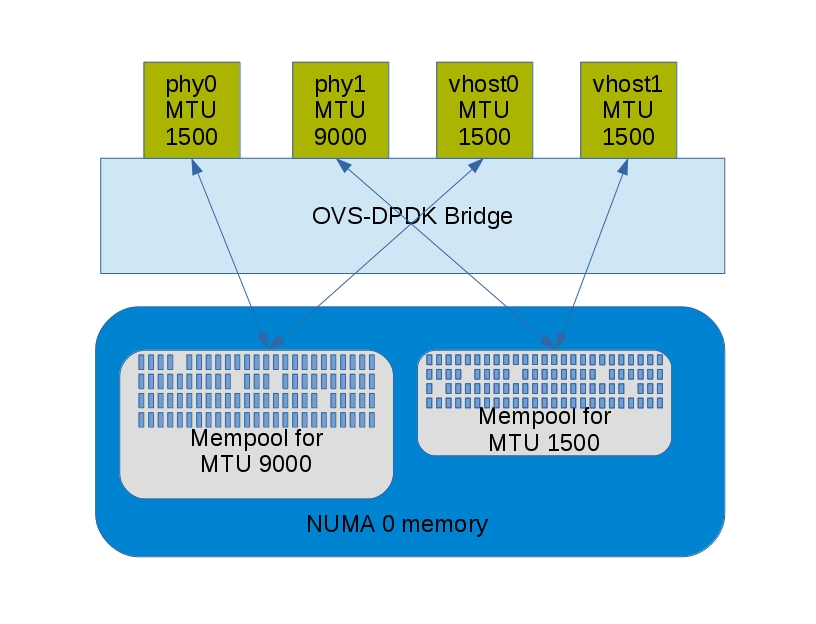 phy0
MTU
1500
phy1
MTU
9000
vhost0
MTU
1500
vhost1
MTU
1500
OVS-DPDK Bridge
Mempool for
MTU 9000
Mempool for
MTU 1500
NUMA 0 memory